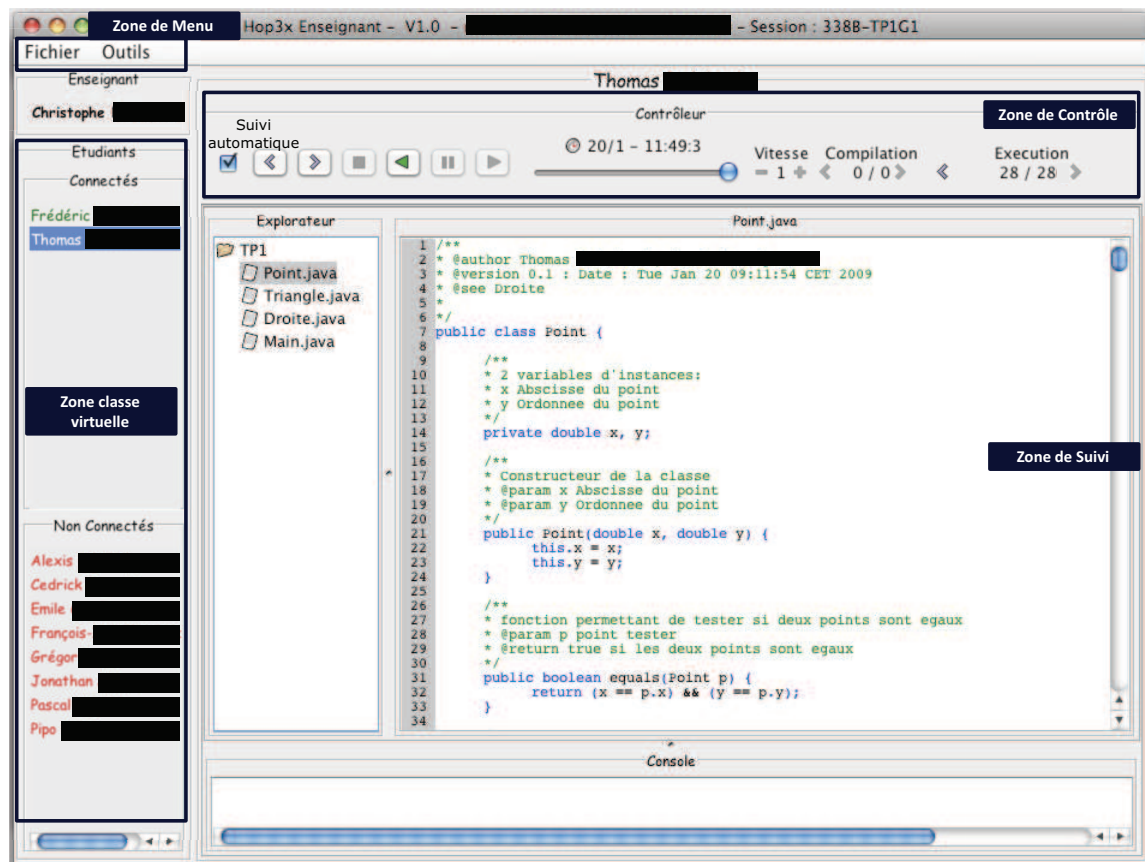 Zone de Menu
Hop3x Enseignant - V1.0 -
- Session : 338B-TP1G1
Fichier Outils
Enseignant
Christophe
Thomas
Contrôleur
Zone de Contrôle
Suivi
automatique
20/1 - 11:49:3
Vitesse Compilation Execution
- 1 + 0 / 0 28 / 28
Etudiants
Connectés
Frédéric
Thomas
Zone classe
virtuelle
Non Connectés
Alexis
Cedrick
Emile
François-
Grégor
Jonathan
Pascal
Pipo
Explorateur
TP1
Point.java
Triangle.java
Droite.java
Main.java
Point.java
1 /**
2 * @author Thomas
3 * @version 0.1 : Date : Tue Jan 20 09:11:54 CET 2009
4 * @see Droite
5 *
6 */
7 public class Point {
8
9 /**
10 * 2 variables d'instances:
11 * x Abscisse du point
12 * y Ordonnee du point
13 */
14 private double x, y;
15
16 /**
17 * Constructeur de la classe
18 * @param x Abscisse du point
19 * @param y Ordonnee du point
20 */
21 public Point(double x, double y) {
22 this.x = x;
23 this.y = y;
24 }
25
26 /**
27 * fonction permettant de tester si deux points sont egaux
28 * @param p point tester
29 * @return true si les deux points sont egaux
30 */
31 public boolean equals(Point p) {
32 return (x == p.x) && (y == p.y);
33 }
34
Zone de Suivi
Console